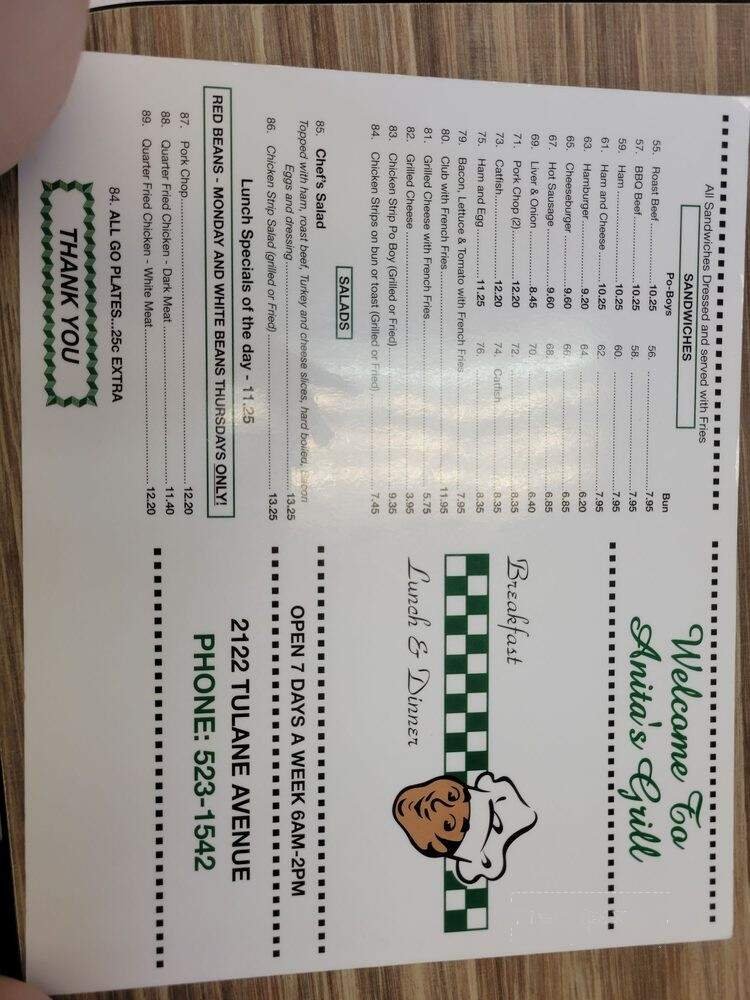 All Sandwiches Dressed and served with Fries
SANDWICHES
Po-Boys Bun
55. Roast Beef 10.25 56. 7.95
57. BBQ Beef 10.25 58. 7.95
59. Ham 10.25 60. 7.95
61. Ham and Cheese 10.25 62. 7.95
63. Hamburger 9.20 64. 6.20
65. Cheeseburger 9.60 66. 6.85
67. Hot Sausage 9.60 68. 6.85
69. Liver & Onion 8.45 70. 6.40
71. Pork Chop (2) 12.20 72. 8.35
73. Catfish 12.20 74. Catfish 8.35
75. Ham and Egg 11.25 76. 8.35
79. Bacon, Lettuce & Tomato with French Fries 7.95
80. Club with French Fries 11.95
81. Grilled Cheese with French Fries 5.75
82. Grilled Cheese 3.95
83. Chicken Strip Po Boy (Grilled or Fried) 9.35
84. Chicken Strips on bun or toast (Grilled or Fried) 7.45
SALADS
85. Chef's Salad
Topped with ham, roast beef, Turkey and cheese slices, hard boiled, bacon
Eggs and dressing 13.25
86. Chicken Strip Salad (grilled or Fried) 13.25
Lunch Specials of the day - 11.25
RED BEANS - MONDAY AND WHITE BEANS THURSDAYS ONLY!
87. Pork Chop 12.20
88. Quarter Fried Chicken - Dark Meat 11.40
89. Quarter Fried Chicken - White Meat 12.20
84. ALL GO PLATES...25c EXTRA
THANK YOU
Welcome To
Anita's Grill
Breakfast
Lunch & Dinner
OPEN 7 DAYS A WEEK 6AM-2PM
2122 TULANE AVENUE
PHONE: 523-1542